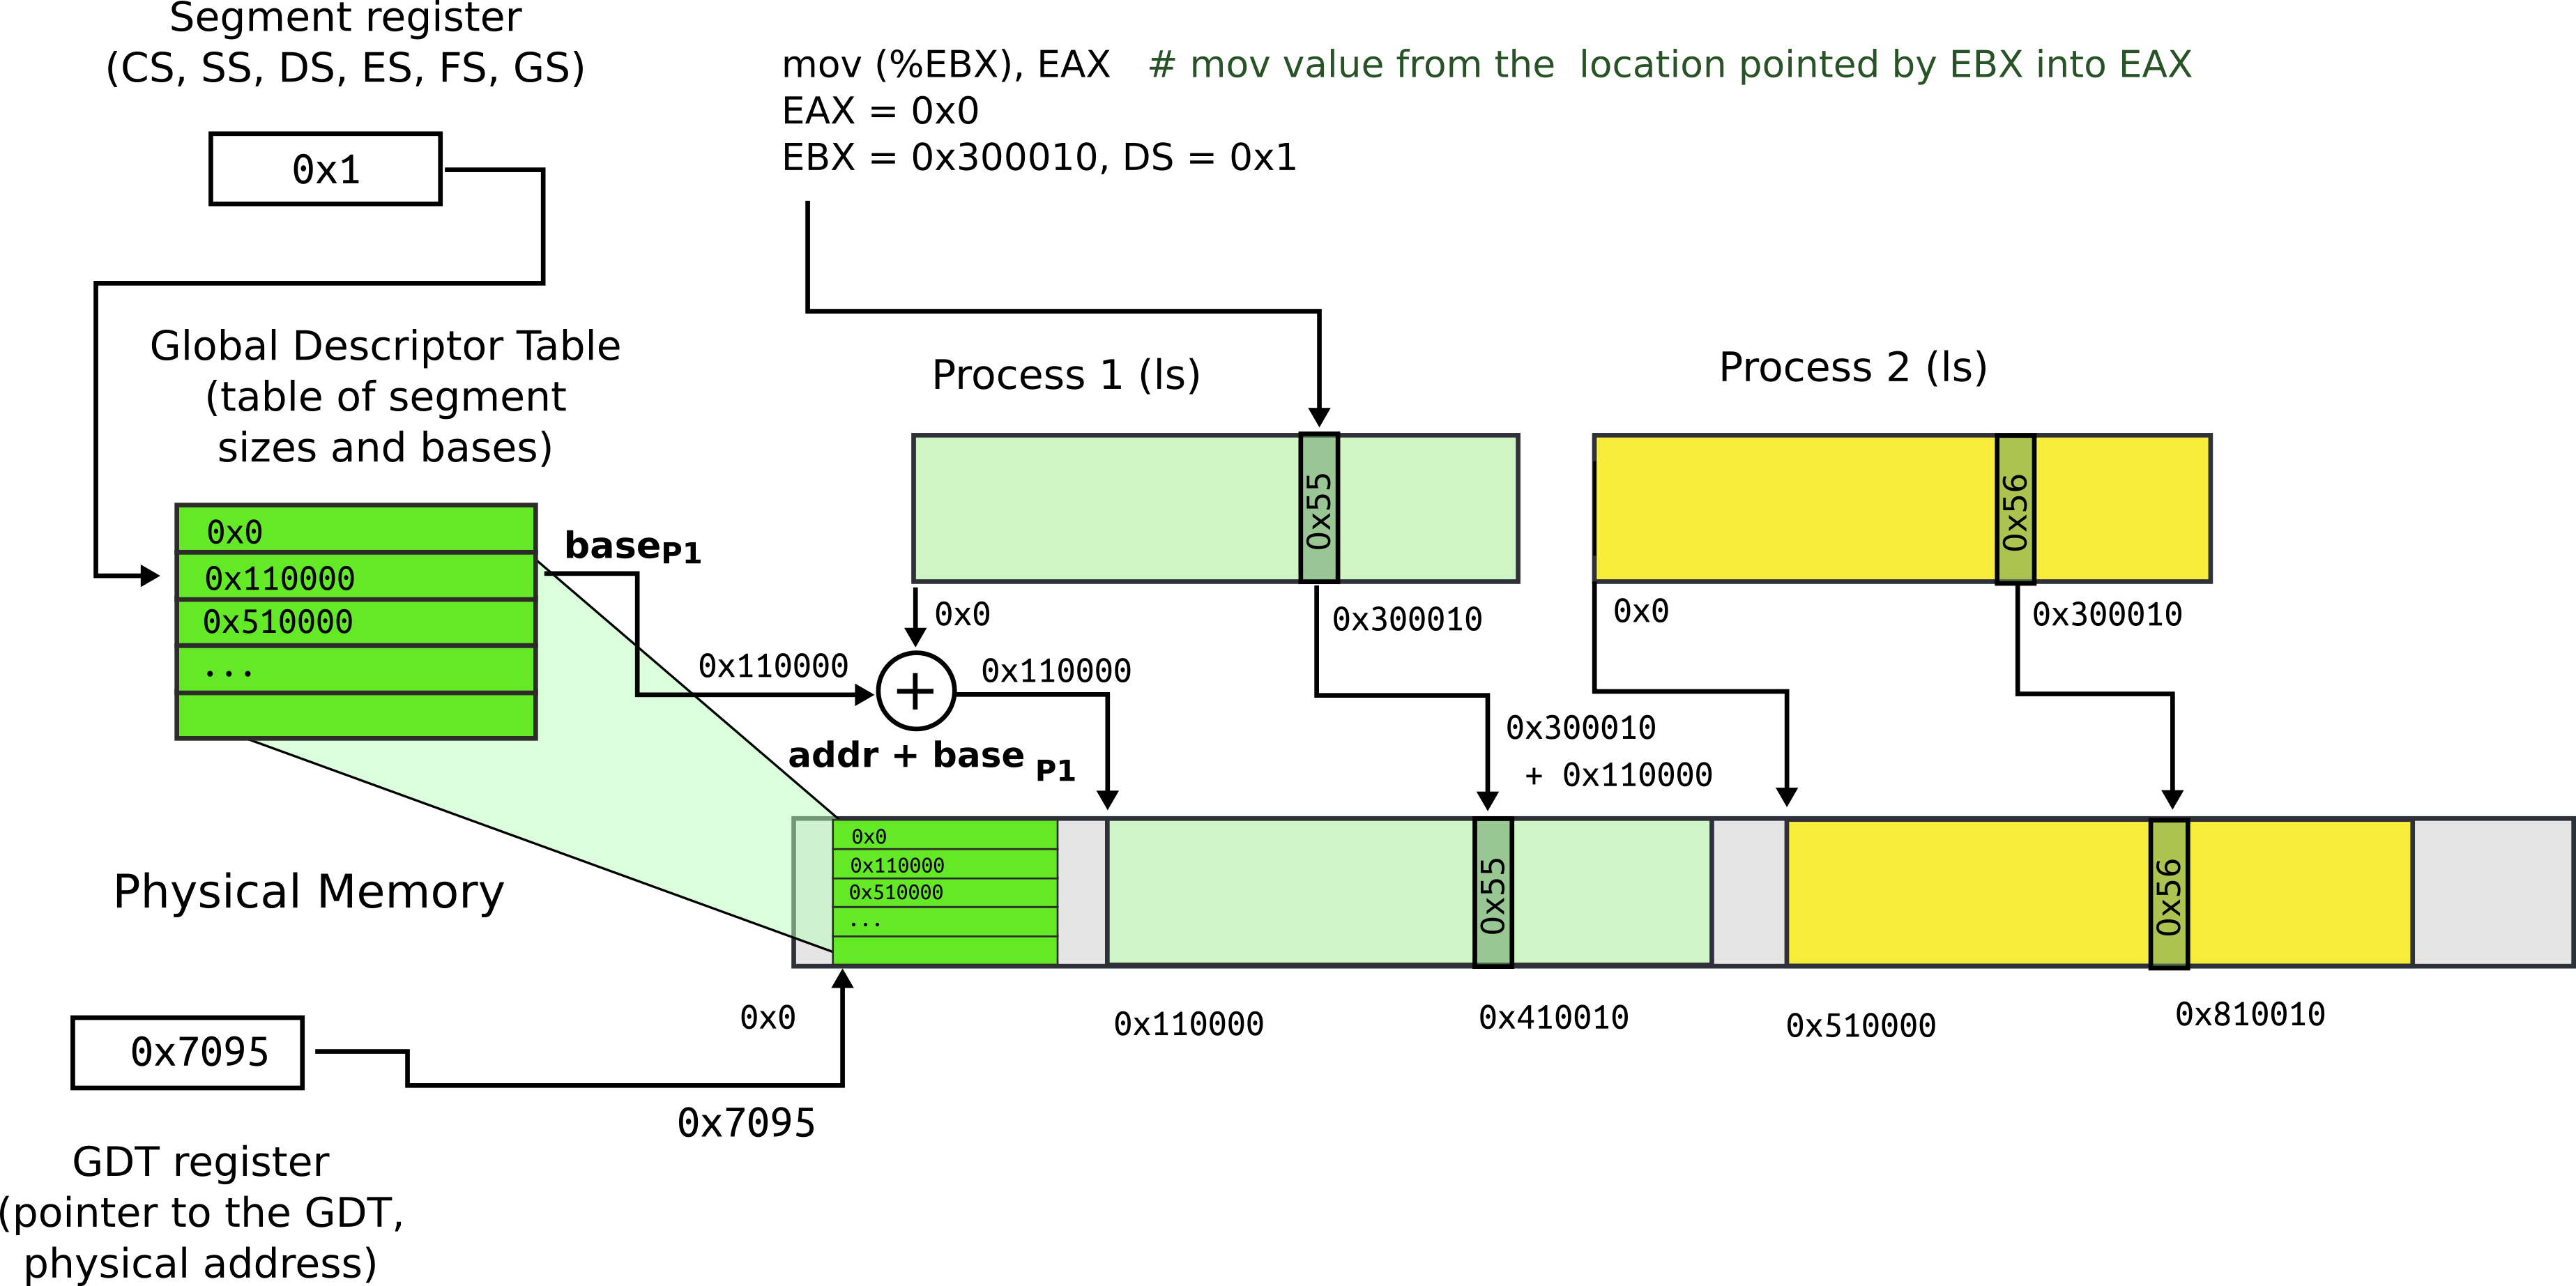 Segment register
(CS, SS, DS, ES, FS, GS)
0x1
mov (%EBX), EAX # mov value from the location pointed by EBX into EAX
EAX = 0x0
EBX = 0x300010, DS = 0x1
Global Descriptor Table
(table of segment
sizes and bases)
0x0
0x110000
0x510000
...
baseP1
Process 1 (ls)
0x55
Process 2 (ls)
0x56
0x0
0x300010
0x0
0x300010
0x110000
+
0x110000
addr + base P1
0x300010
+ 0x110000
Physical Memory
0x0
0x110000
0x510000
...
0x55
0x56
0x0
0x110000
0x410010
0x510000
0x810010
0x7095
0x7095
GDT register
(pointer to the GDT,
physical address)